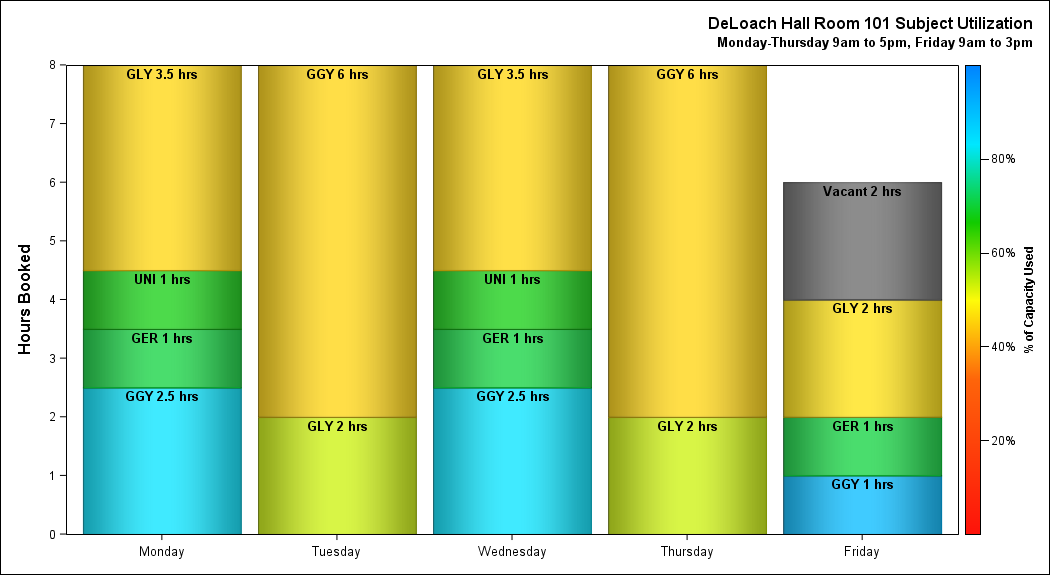 DeLoach Hall Room 101 Subject Utilization
Monday-Thursday 9am to 5pm, Friday 9am to 3pm
Hours Booked
8
7
6
5
4
3
2
1
0
GLY 3.5 hrs
UNI 1 hrs
GER 1 hrs
GGY 2.5 hrs
GGY 6 hrs
GLY 2 hrs
GLY 3.5 hrs
UNI 1 hrs
GER 1 hrs
GGY 2.5 hrs
GGY 6 hrs
GLY 2 hrs
Vacant 2 hrs
GLY 2 hrs
GER 1 hrs
GGY 1 hrs
Monday
Tuesday
Wednesday
Thursday
Friday
80%
60%
40%
20%
% of Capacity Used